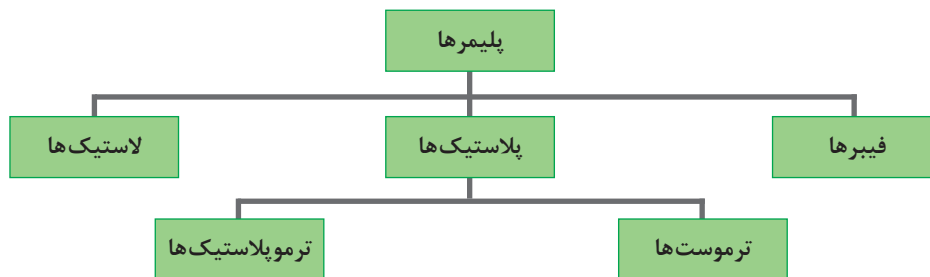 پلیمرها
فیبرها
پلاستیک‌ها
لاستیک‌ها
ترموست‌ها
ترموپلاستیک‌ها